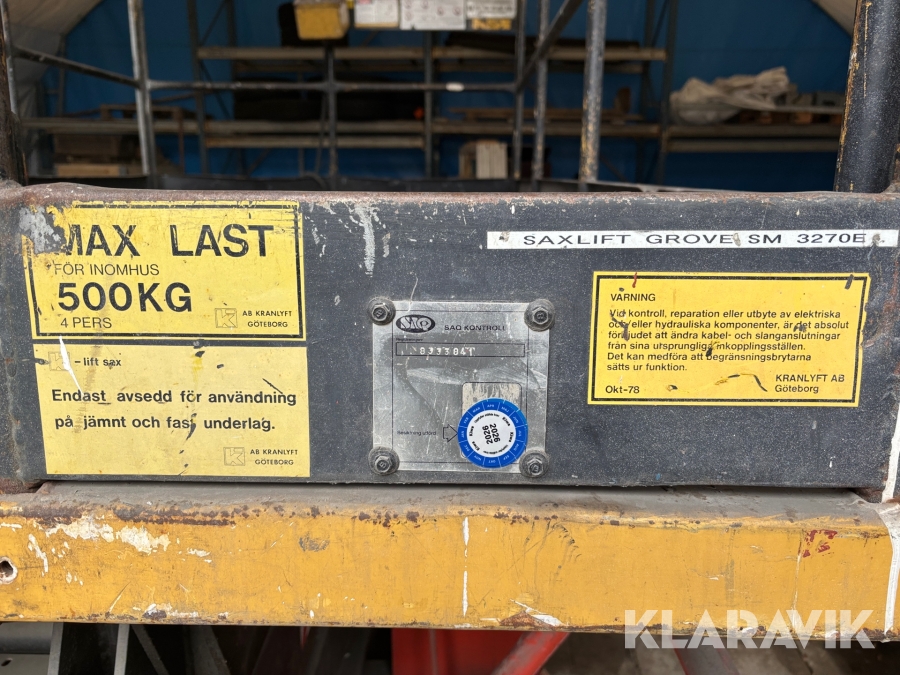 MAX LAST
FÖR INOMHUS
500KG
4 PERS
AB KRANLYFT
GÖTEBORG
- lift sax
Endast avsedd för användning
på jämnt och fast underlag.
AB KRANLYFT
GÖTEBORG
SAQ
SAQ KONTROLL
Besiktning utförd
2026
2026
SAXLIFT GROVE SM 3270E
VARNING
Vid kontroll, reparation eller utbyte av elektriska
och/eller hydrauliska komponenter, är det absolut
förbjudet att ändra kabel- och slanganslutningar
från sina ursprungliga inkopplingsställen.
Det kan medföra att begränsningsbrytarna
sätts ur funktion.
KRANLYFT AB
Okt-78
Göteborg
KLARAVIK